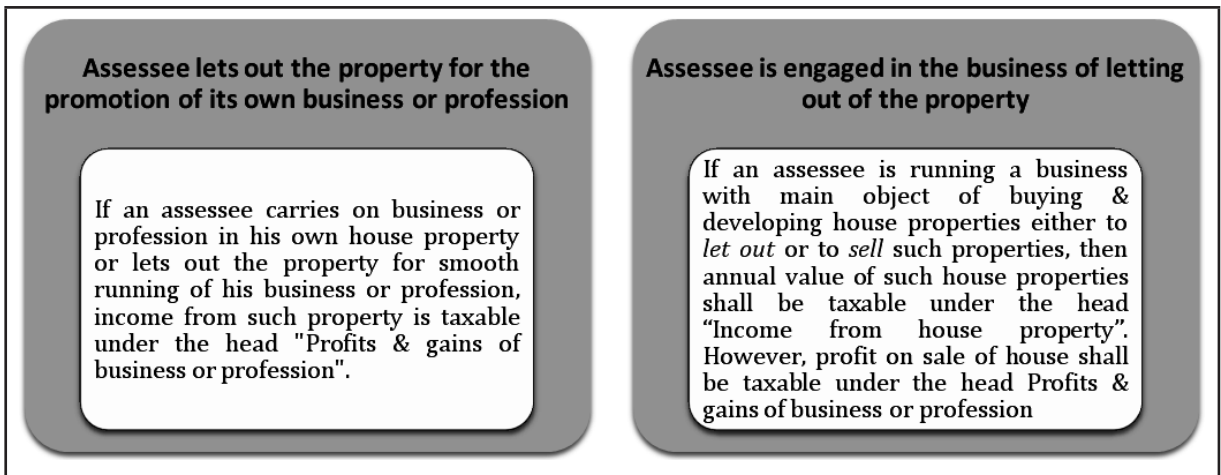 Assessee lets out the property for the
promotion of its own business or profession
If an assessee carries on business or
profession in his own house property
or lets out the property for smooth
running of his business or profession,
income from such property is taxable
under the head "Profits & gains of
business or profession".
Assessee is engaged in the business of letting
out of the property
If an assessee is running a business
with main object of buying &
developing house properties either to
let out or to sell such properties, then
annual value of such house properties
shall be taxable under the head
“Income from house property”.
However, profit on sale of house shall
be taxable under the head Profits &
gains of business or profession